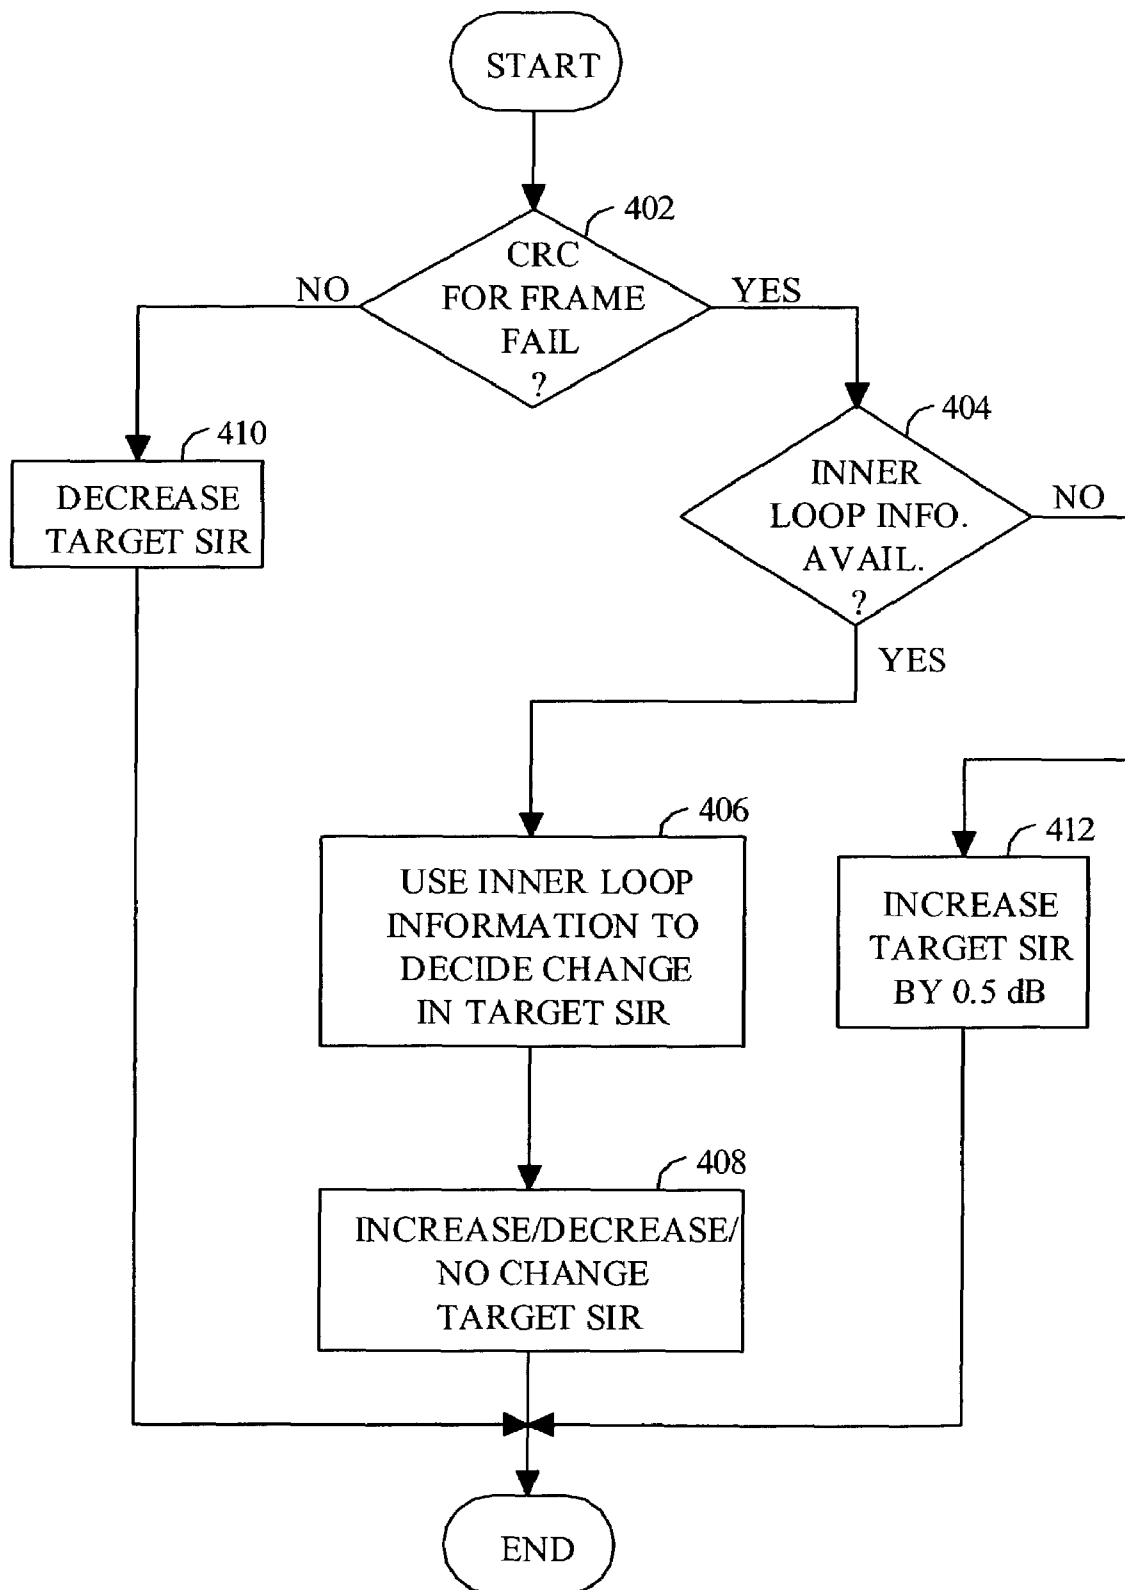 START
402
CRC
FOR FRAME
FAIL
?
NO
YES
404
INNER
LOOP INFO.
AVAIL.
?
NO
YES
410
DECREASE
TARGET SIR
406
USE INNER LOOP
INFORMATION TO
DECIDE CHANGE
IN TARGET SIR
412
INCREASE
TARGET SIR
BY 0.5 dB
408
INCREASE/DECREASE/
NO CHANGE
TARGET SIR
END